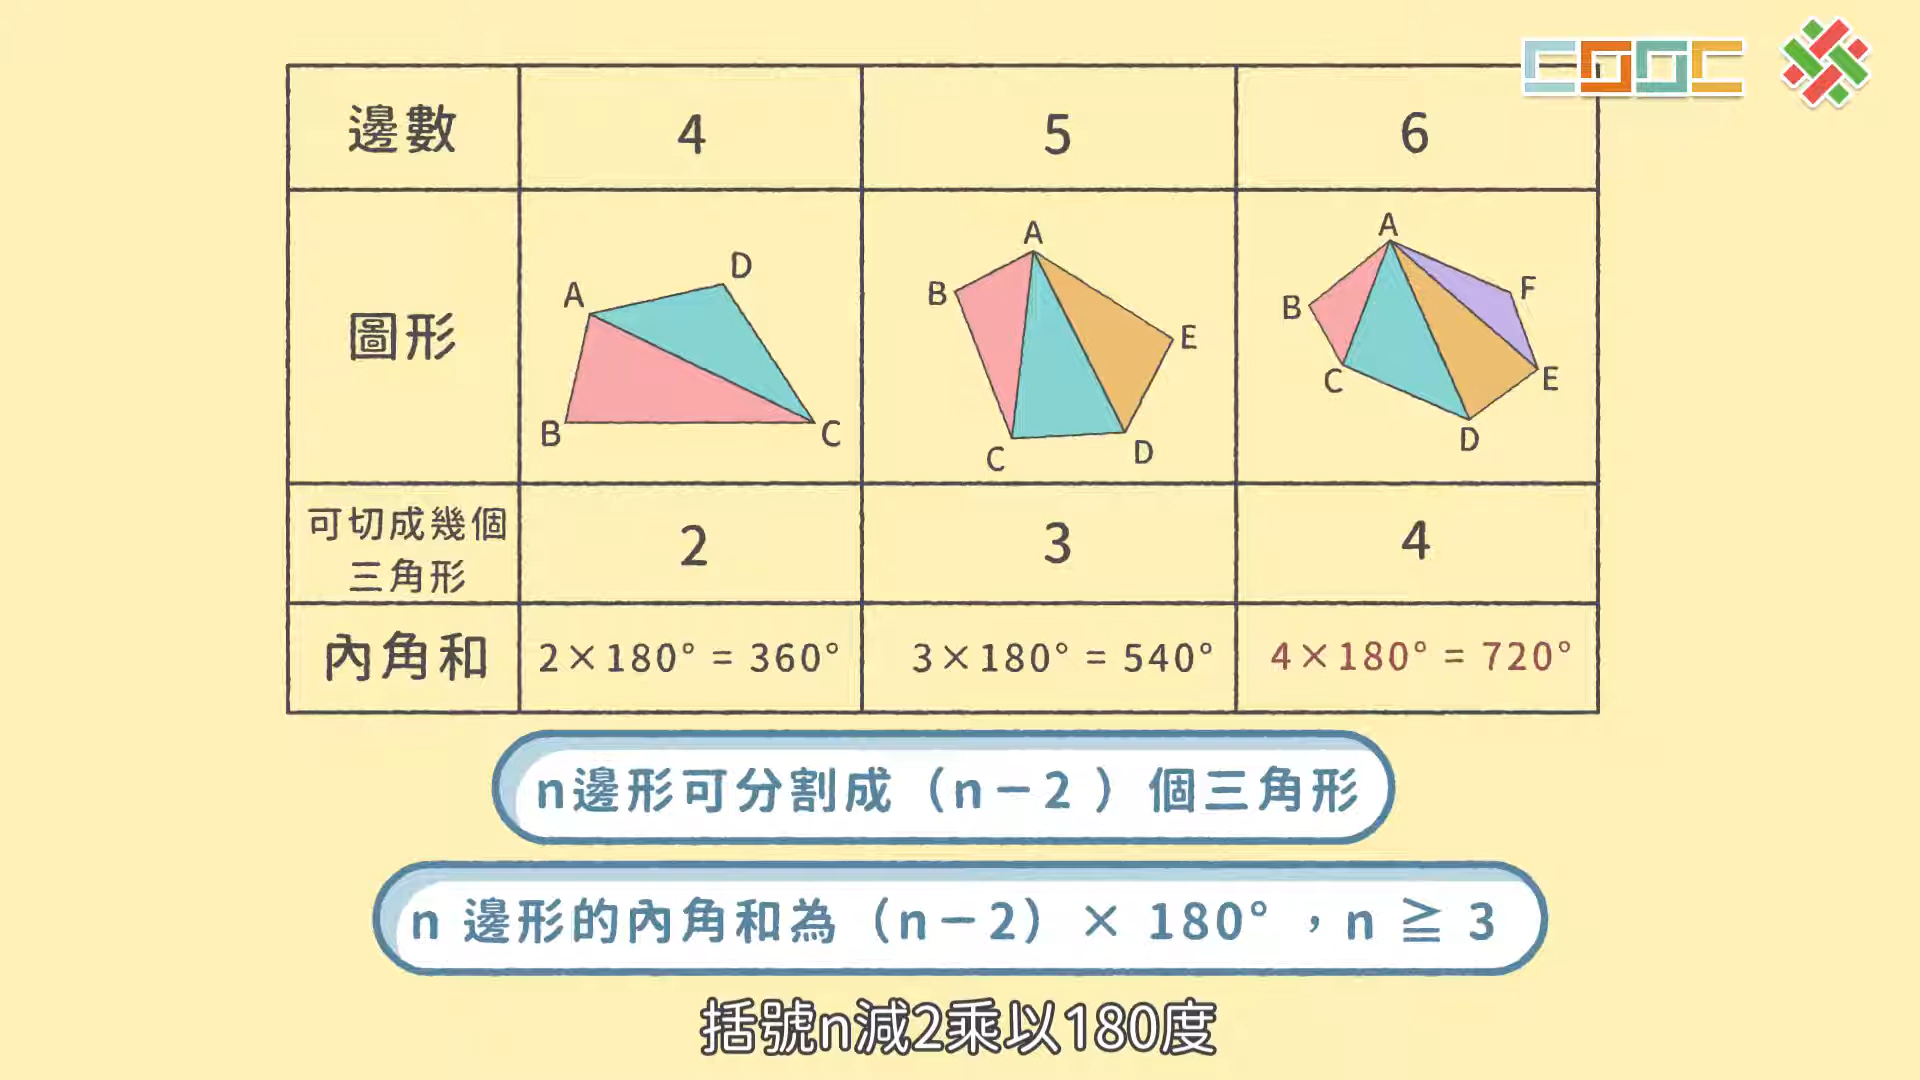 COOC
邊數 4 5 6
圖形
A D B C
A B E C D
A B F C E D
可切成幾個
三角形
2 3 4
內角和 2×180° = 360° 3×180° = 540° 4×180° = 720°
n邊形可分割成（n－2）個三角形
n 邊形的內角和為（n－2）× 180° ，n ≧ 3
括號n減2乘以180度